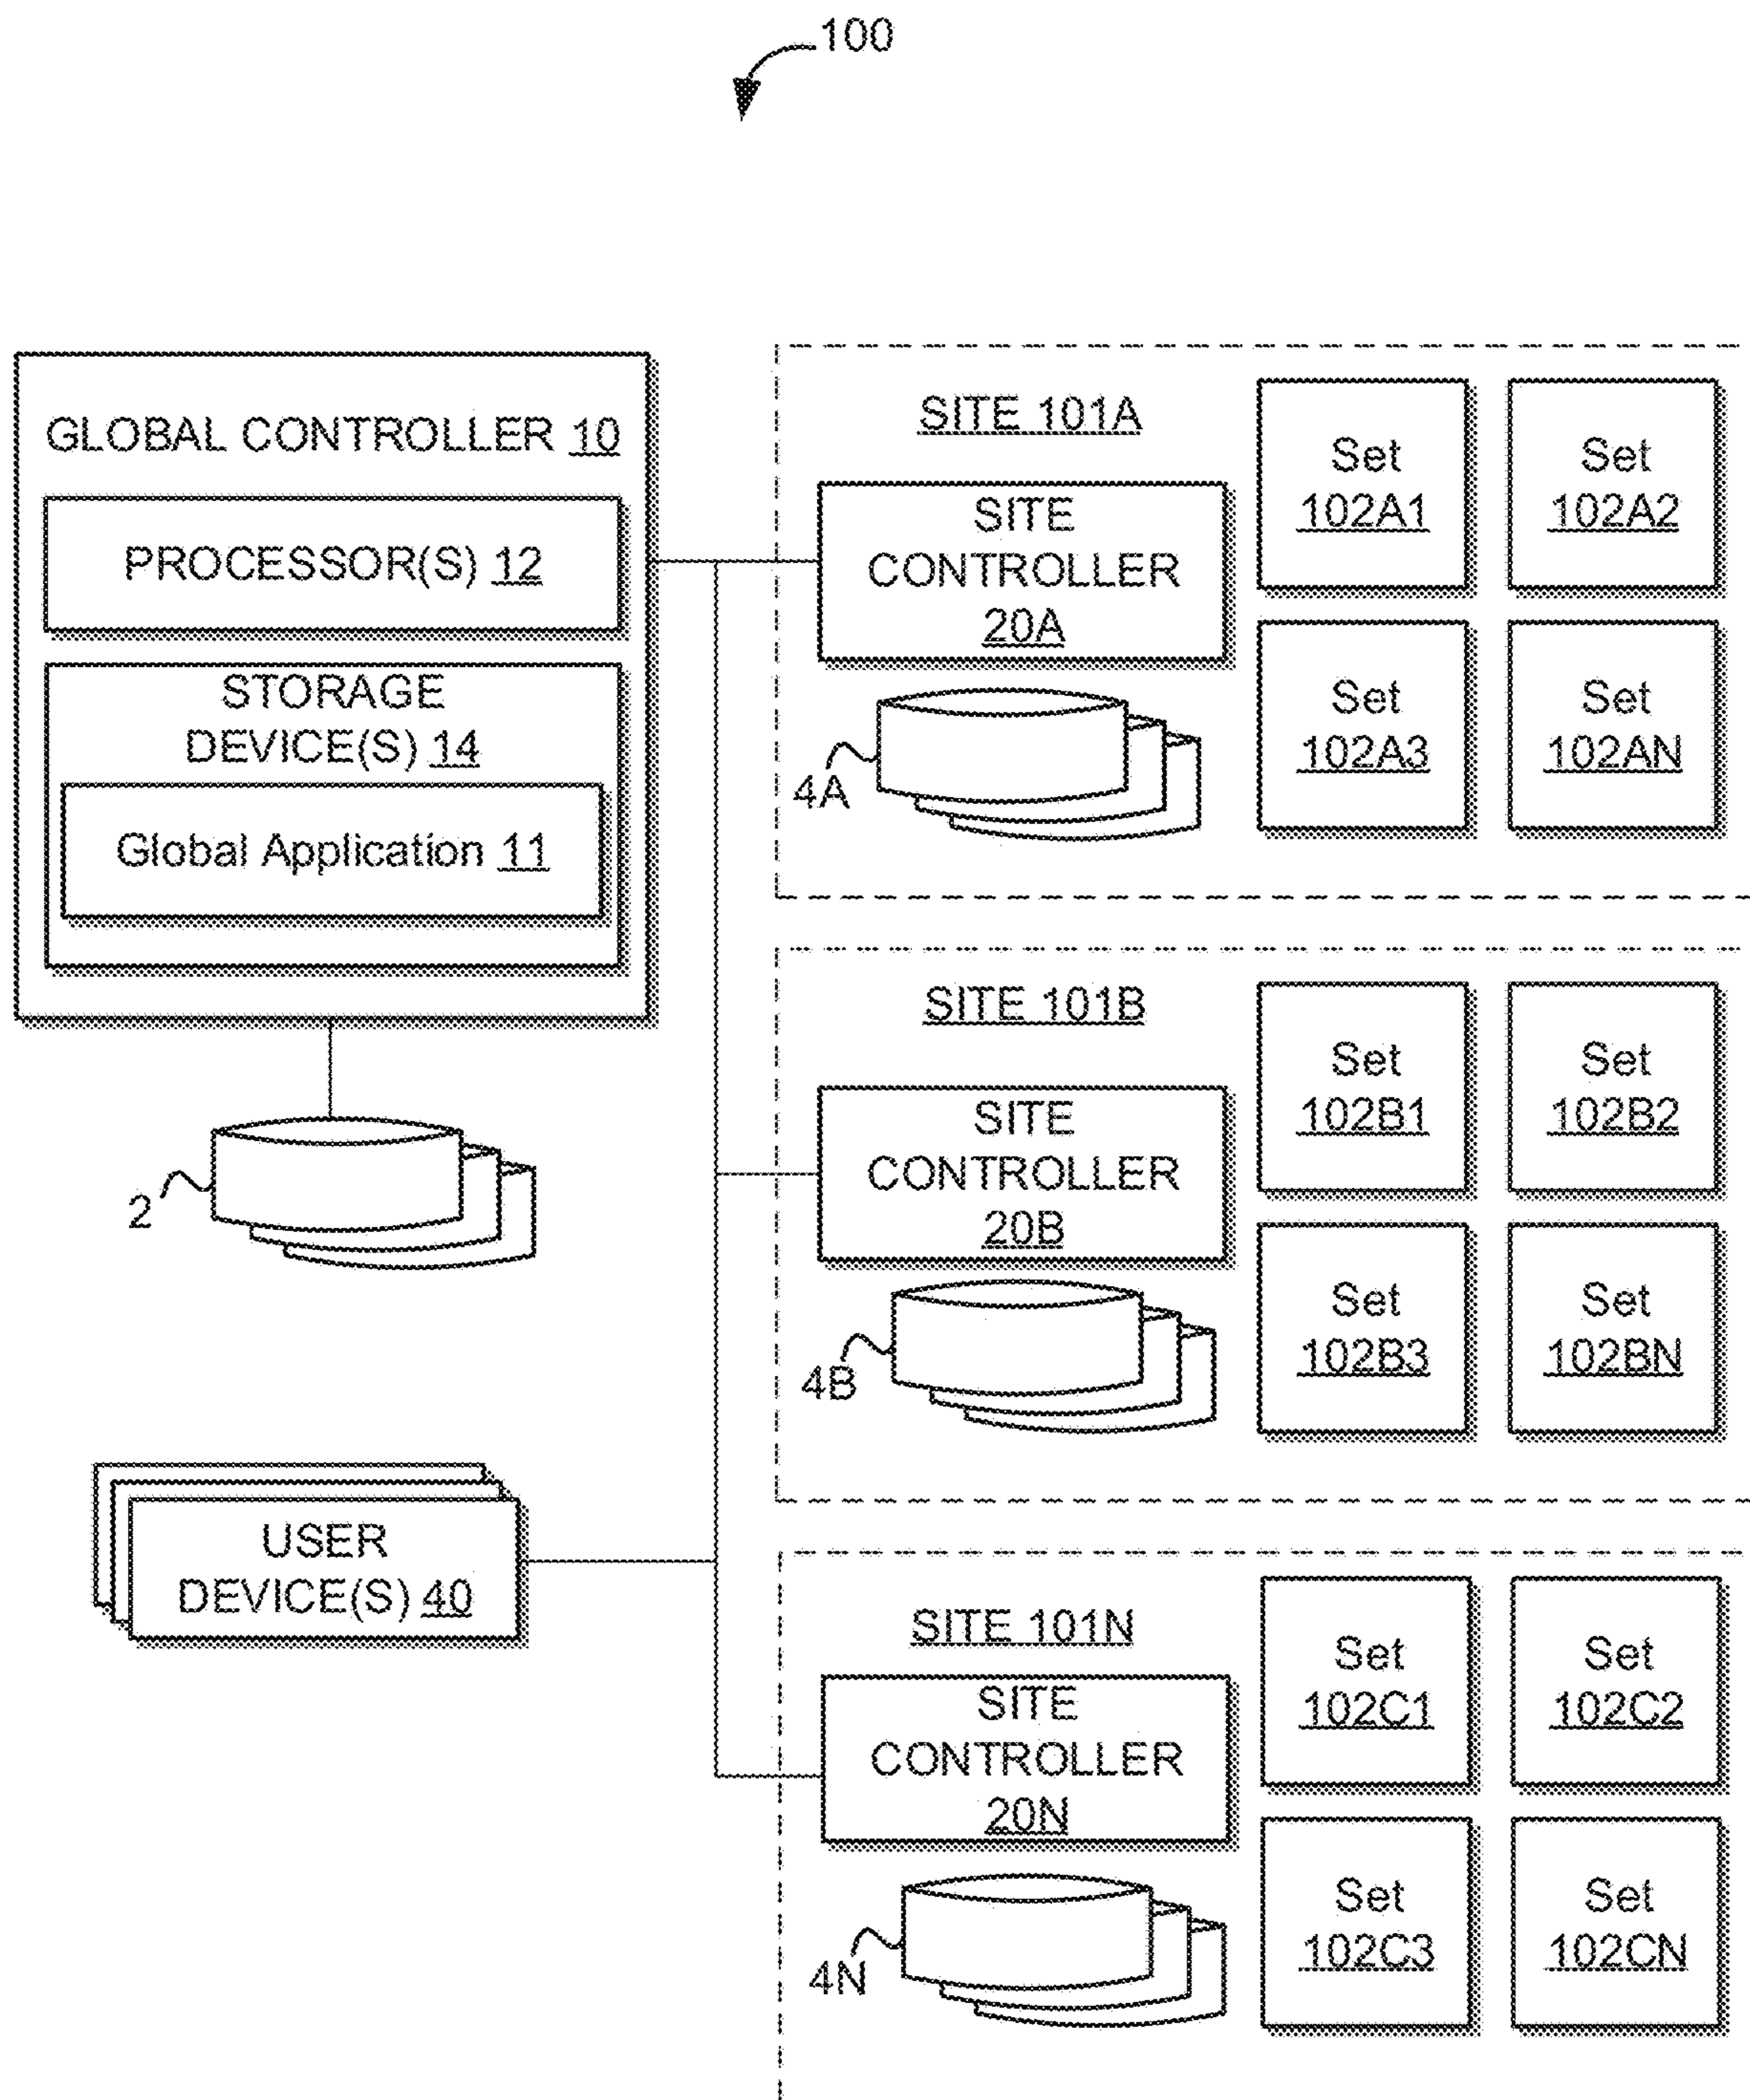 100
GLOBAL CONTROLLER 10
PROCESSOR(S) 12
STORAGE
DEVICE(S) 14
Global Application 11
2
USER
DEVICE(S) 40
SITE 101A
SITE
CONTROLLER
20A
4A
Set
102A1
Set
102A2
Set
102A3
Set
102AN
SITE 101B
SITE
CONTROLLER
20B
4B
Set
102B1
Set
102B2
Set
102B3
Set
102BN
SITE 101N
SITE
CONTROLLER
20N
4N
Set
102C1
Set
102C2
Set
102C3
Set
102CN